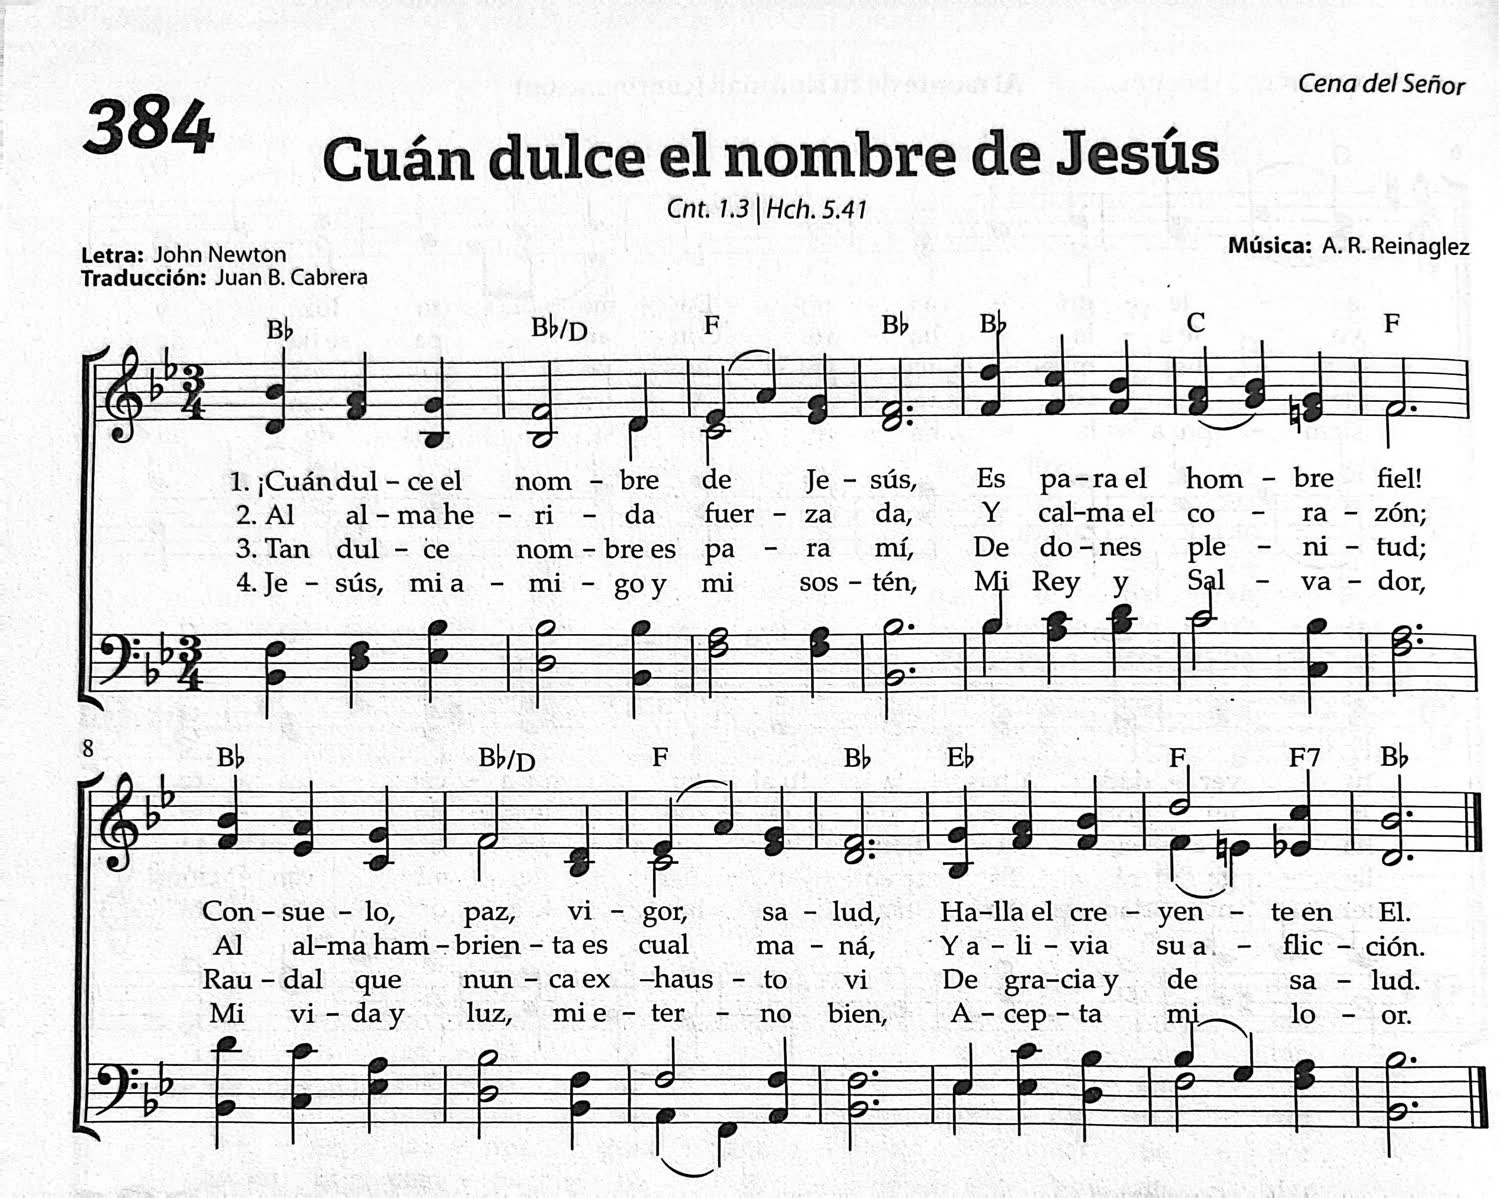 Cena del Señor
384
Cuán dulce el nombre de Jesús
Cnt. 1.3 | Hch. 5.41
Letra: John Newton
Música: A. R. Reinaglez
Traducción: Juan B. Cabrera
B♭ B♭/D F B♭ B♭ C F
3 4
1. ¡Cuán dul – ce el nom – bre de Je – sús, Es pa – ra el hom – bre fiel!
2. Al al – ma he – ri – da fuer – za da, Y cal – ma el co – ra – zón;
3. Tan dul – ce nom – bre es pa – ra mí, De do – nes ple – ni – tud;
4. Je – sús, mi a – mi – go y mi sos – tén, Mi Rey y Sal – va – dor,
3 4
8
B♭ B♭/D F B♭ E♭ F F7 B♭
Con – sue – lo, paz, vi – gor, sa – lud, Ha – lla el cre – yen – te en El.
Al al – ma ham – brien – ta es cual ma – ná, Y a – li – via su a – flic – ción.
Rau – dal que nun – ca ex – haus – to vi De gra – cia y de sa – lud.
Mi vi – da y luz, mi e – ter – no bien, A – cep – ta mi lo – or.